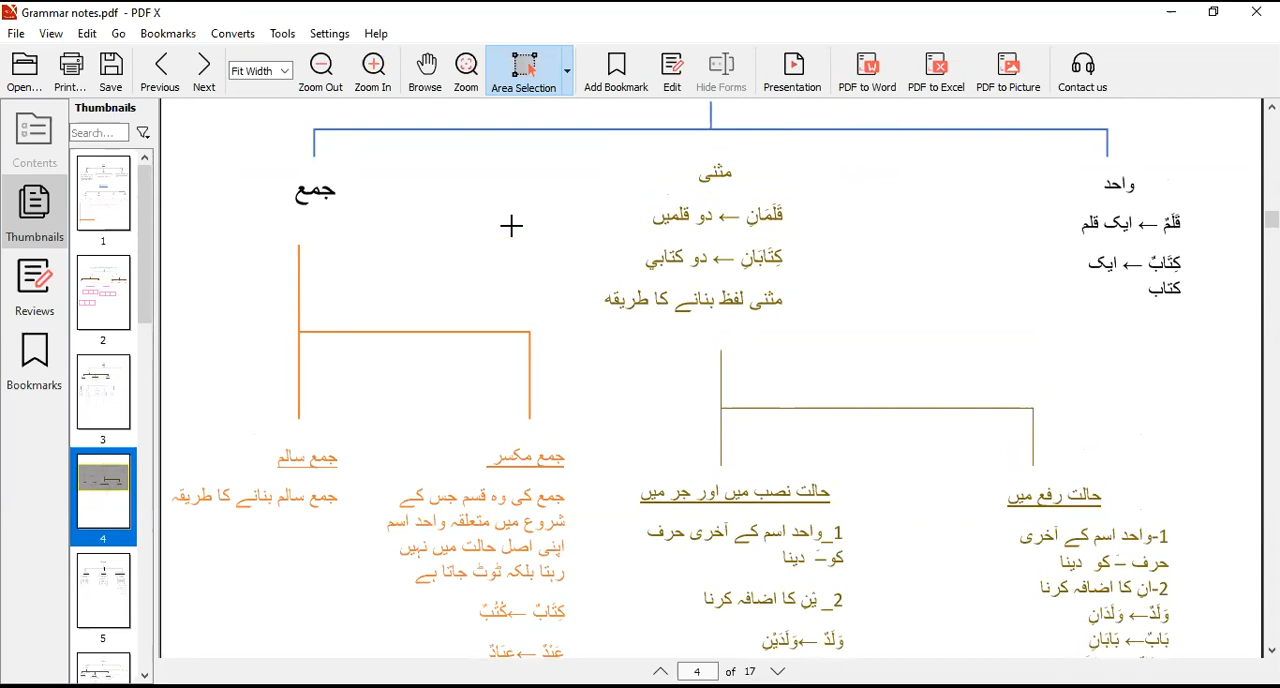 Grammar notes.pdf - PDF X
File View Edit Go Bookmarks Converts Tools Settings Help
Open... Print... Save Previous Next Fit Width Zoom Out Zoom In Browse Zoom Area Selection Add Bookmark Edit Hide Forms Presentation PDF to Word PDF to Excel PDF to Picture Contact us
Contents
Thumbnails
Reviews
Bookmarks
Thumbnails
Search...
1
2
3
4
5
واحد
قَلَمٌ ← ایک قلم
كِتَابٌ ← ایک
کتاب
مثنی
قَلَمَانِ ← دو قلمیں
كِتَابَانِ ← دو كتابي
مثنی لفظ بنانے کا طریقہ
حالت رفع میں
1-واحد اسم کے آخری
حرف ـَ کو دینا
2-انِ کا اضافہ کرنا
وَلَدٌ← وَلَدَانِ
بَابٌ← بَابَانِ
حالت نصب میں اور جر میں
1_واحد اسم کے آخری حرف
کو ـَ دینا
2_ يْنِ کا اضافہ کرنا
وَلَدٌ ←وَلَدَيْنِ
جمع
جمع مکسر
جمع کی وہ قسم جس کے
شروع میں متعلقہ واحد اسم
اپنی اصل حالت میں نہیں
رہتا بلکہ ٹوٹ جاتا ہے
كِتَابٌ ←كُتُبٌ
عَبْدٌ ←عِبَادٌ
جمع سالم
جمع سالم بنانے کا طریقہ
4 of 17